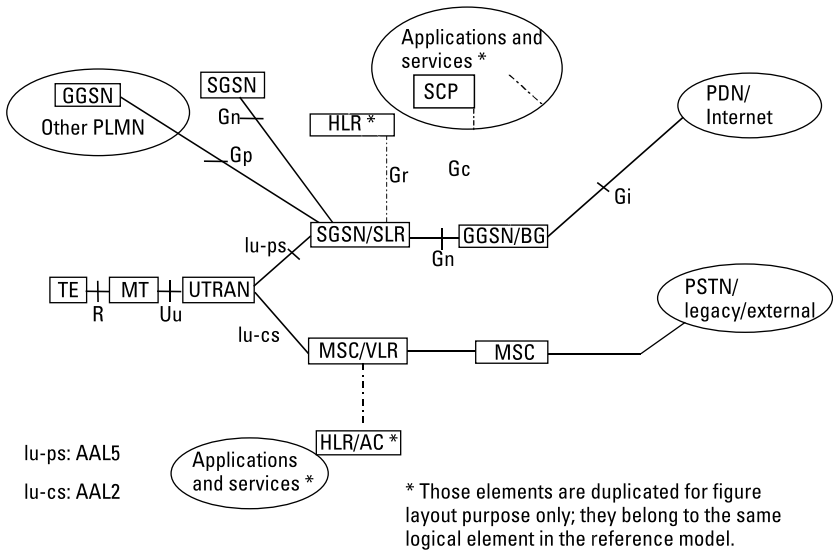 Applications and
services *
SCP
GGSN
Other PLMN
SGSN
Gn
HLR *
PDN/
Internet
Gp
Gr
Gc
Gi
SGSN/SLR
GGSN/BG
Gn
Iu-ps
TE
MT
UTRAN
R
Uu
Iu-cs
PSTN/
legacy/external
MSC/VLR
MSC
HLR/AC *
Applications
and services *
Iu-ps: AAL5
Iu-cs: AAL2
* Those elements are duplicated for figure
layout purpose only; they belong to the same
logical element in the reference model.